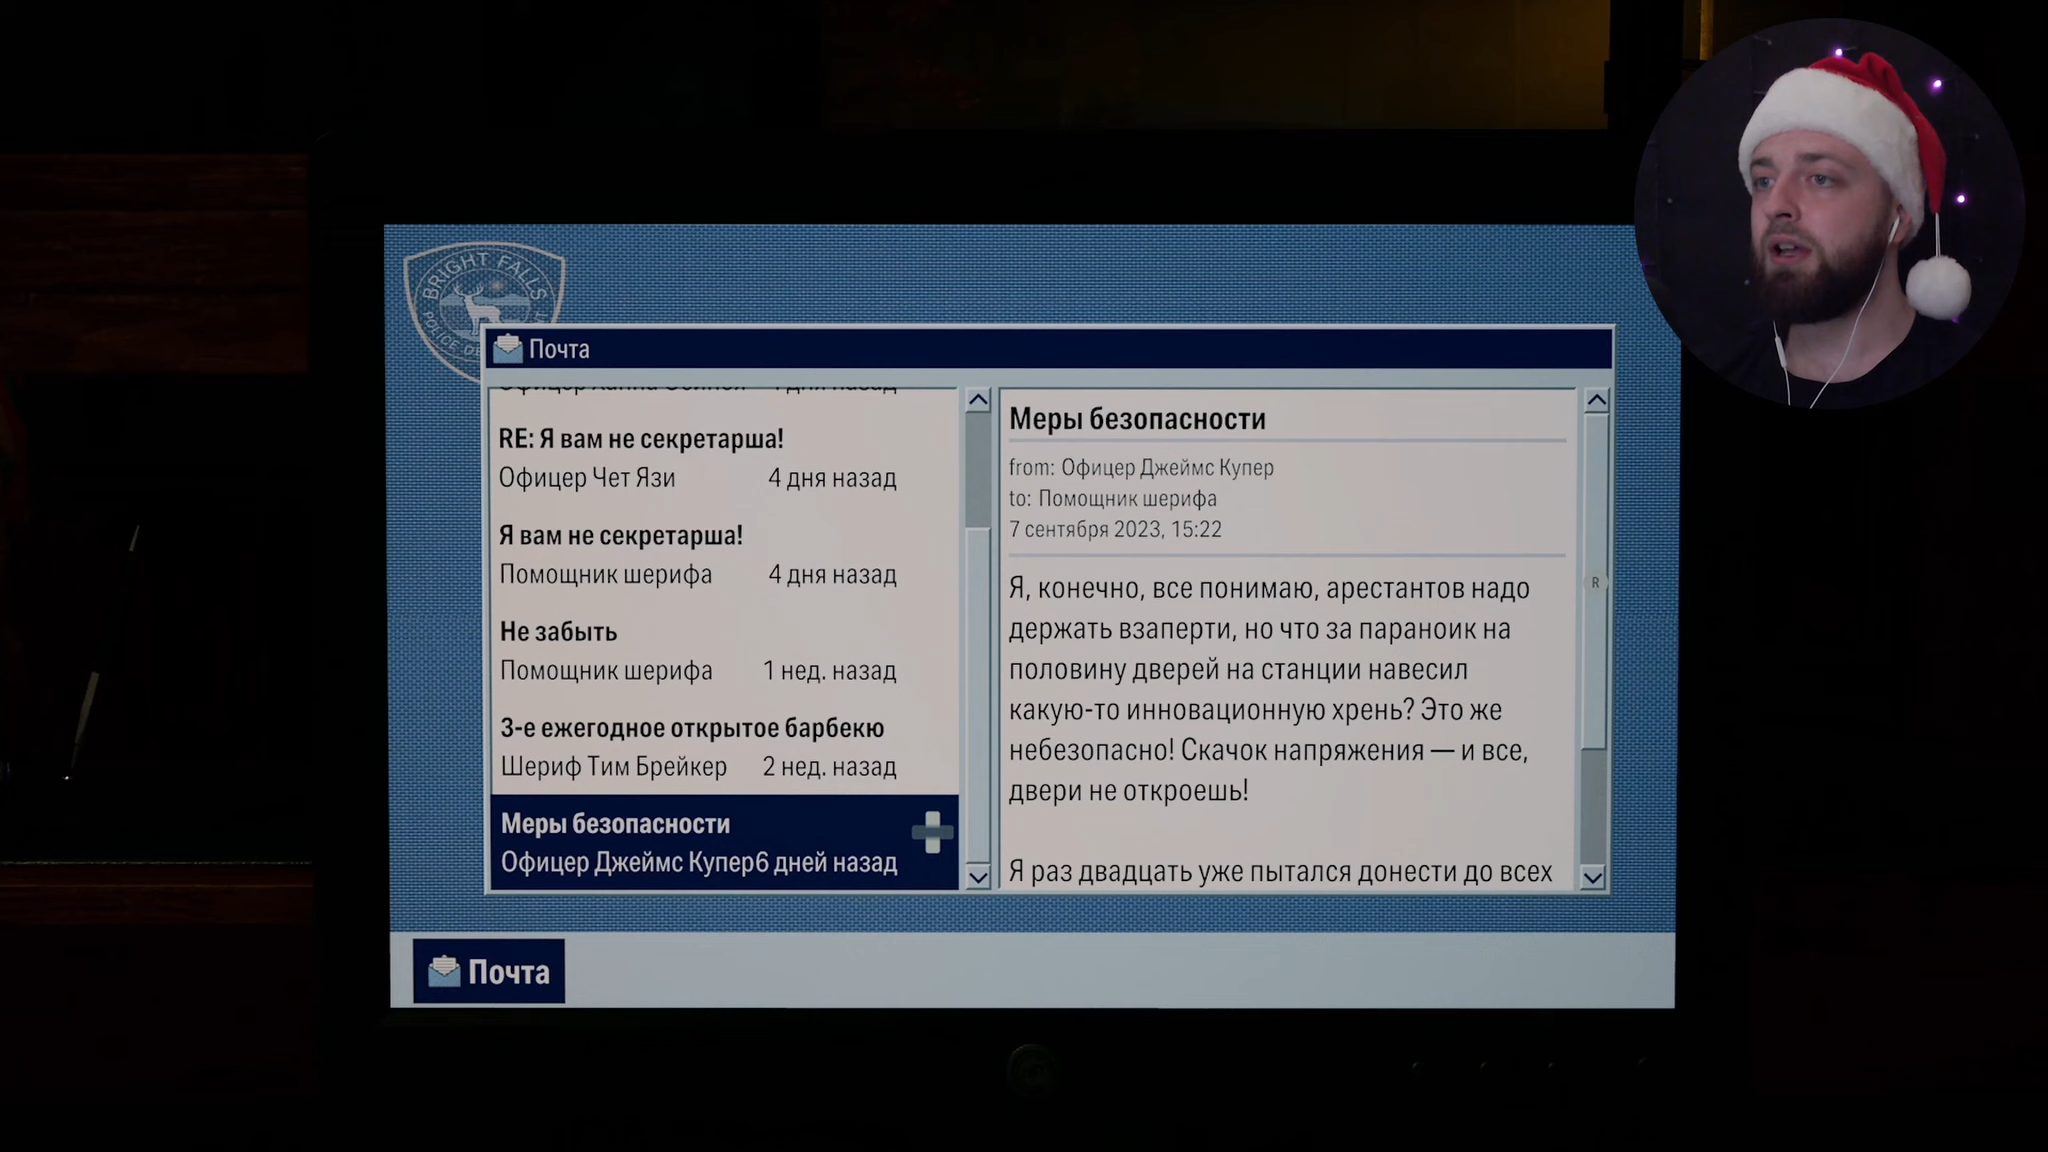 BRIGHT FALLS
POLICE
Почта
RE: Я вам не секретарша!
Офицер Чет Язи 4 дня назад
Я вам не секретарша!
Помощник шерифа 4 дня назад
Не забыть
Помощник шерифа 1 нед. назад
3-е ежегодное открытое барбекю
Шериф Тим Брейкер 2 нед. назад
Меры безопасности
Офицер Джеймс Купер6 дней назад
Меры безопасности
from: Офицер Джеймс Купер
to: Помощник шерифа
7 сентября 2023, 15:22
Я, конечно, все понимаю, арестантов надо
держать взаперти, но что за параноик на
половину дверей на станции навесил
какую-то инновационную хрень? Это же
небезопасно! Скачок напряжения — и все,
двери не откроешь!
Я раз двадцать уже пытался донести до всех
R
Почта